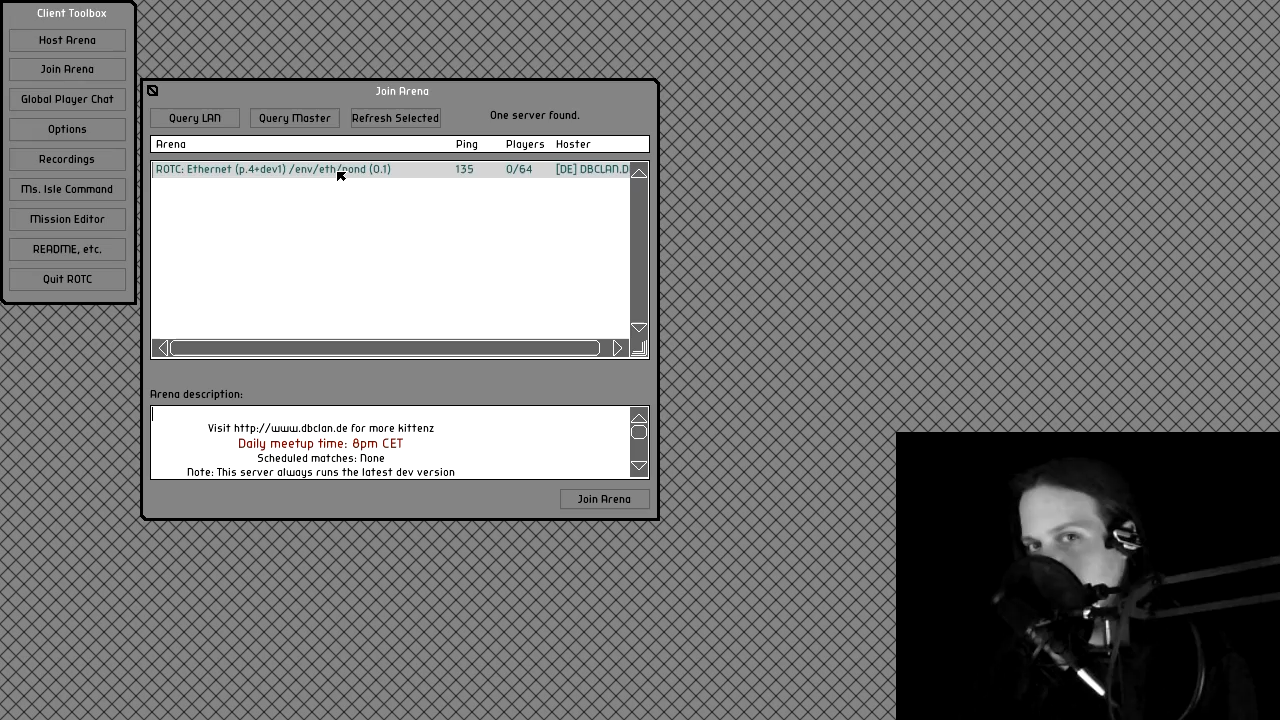 Client Toolbox
Host Arena
Join Arena
Global Player Chat
Options
Recordings
Ms. Isle Command
Mission Editor
README, etc.
Quit ROTC
Join Arena
Query LAN
Query Master
Refresh Selected
One server found.
Arena Ping Players Hoster
ROTC: Ethernet (p.4+dev1) /env/eth/pond (0.1) 135 0/64 [DE] DBCLAN.D
Arena description:
Visit http://www.dbclan.de for more kittenz
Daily meetup time: 8pm CET
Scheduled matches: None
Note: This server always runs the latest dev version
Join Arena